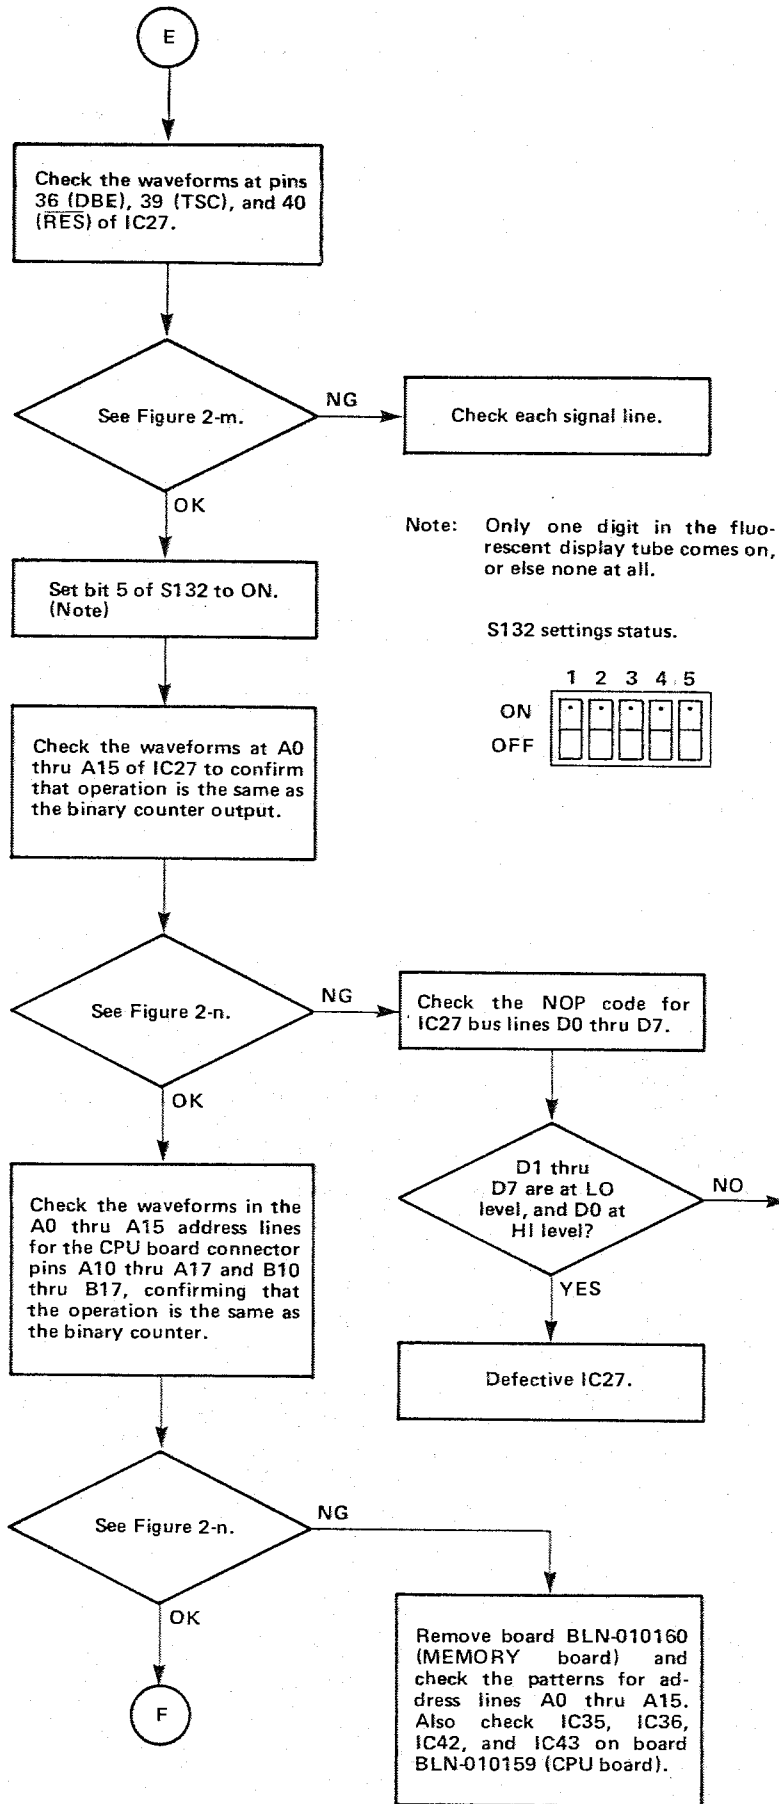 E
Check the waveforms at pins
36 (DBE), 39 (TSC), and 40
(RES) of IC27.
See Figure 2-m.
NG
Check each signal line.
OK
Note: Only one digit in the fluo-
rescent display tube comes on,
or else none at all.
Set bit 5 of S132 to ON.
(Note)
S132 settings status.
1 2 3 4 5
ON
OFF
Check the waveforms at A0
thru A15 of IC27 to confirm
that operation is the same as
the binary counter output.
See Figure 2-n.
NG
Check the NOP code for
IC27 bus lines D0 thru D7.
OK
D1 thru
D7 are at LO
level, and D0 at
HI level?
NO
YES
Defective IC27.
Check the waveforms in the
A0 thru A15 address lines
for the CPU board connector
pins A10 thru A17 and B10
thru B17, confirming that
the operation is the same as
the binary counter.
See Figure 2-n.
NG
OK
Remove board BLN-010160
(MEMORY board) and
check the patterns for ad-
dress lines A0 thru A15.
Also check IC35, IC36,
IC42, and IC43 on board
BLN-010159 (CPU board).
F